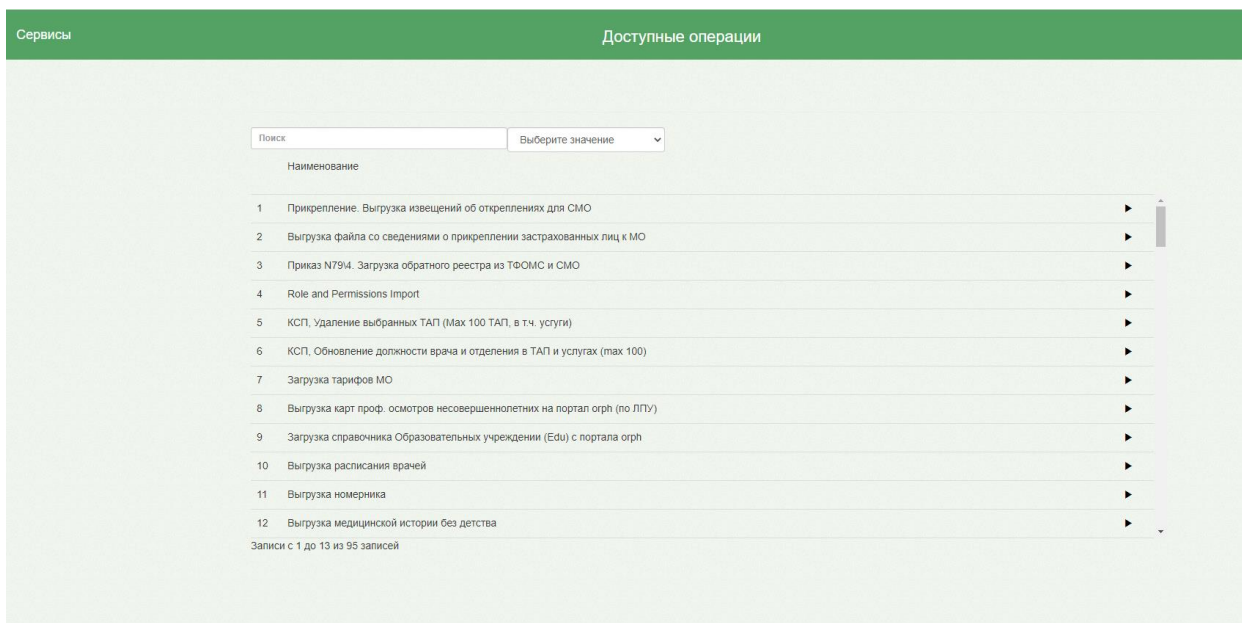 Сервисы
Доступные операции
Поиск
Выберите значение
Наименование
1 Прикрепление. Выгрузка извещений об откреплениях для СМО
2 Выгрузка файла со сведениями о прикреплении застрахованных лиц к МО
3 Приказ N79\4. Загрузка обратного реестра из ТФОМС и СМО
4 Role and Permissions Import
5 КСП, Удаление выбранных ТАП (Max 100 ТАП, в т.ч. усгуги)
6 КСП, Обновление должности врача и отделения в ТАП и услугах (max 100)
7 Загрузка тарифов МО
8 Выгрузка карт проф. осмотров несовершеннолетних на портал orph (по ЛПУ)
9 Загрузка справочника Образовательных учреждении (Edu) с портала orph
10 Выгрузка расписания врачей
11 Выгрузка номерника
12 Выгрузка медицинской истории без детства
Записи с 1 до 13 из 95 записей